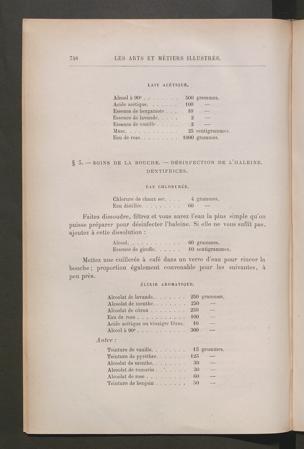 748 LES ARTS ET MÉTIERS ILLUSTRÉS.
LAIT ACÉTIQUE.
Alcool à 90° . . . . . . . 500 grammes.
Acide acétique. . . . . . . 100 —
Essence de bergamote . . . 10 —
Essence de lavande. . . . . 2 —
Essence de vanille . . . . . 2 —
Musc. . . . . . . . . . . 25 centigrammes.
Eau de rose. . . . . . . . 1000 grammes.
§ 5. — SOINS DE LA BOUCHE. — DÉSINFECTION DE L'HALEINE.
DENTIFRICES.
EAU CHLORURÉE.
Chlorure de chaux sec. . . . 4 grammes.
Eau distillée. . . . . . . . 60 —
Faites dissoudre, filtrez et vous aurez l'eau la plus simple qu'on
puisse préparer pour désinfecter l'haleine. Si elle ne vous suffit pas,
ajoutez à cette dissolution :
Alcool. . . . . . . . . . 60 grammes.
Essence de girofle. . . . . 10 centigrammes.
Mettez une cuillerée à café dans un verre d'eau pour rincer la
bouche; proportion également convenable pour les suivantes, à
peu près.
ÉLIXIR AROMATIQUE.
Alcoolat de lavande. . . . . 250 grammes.
Alcoolat de menthe . . . . . 250 —
Alcoolat de citron . . . . . 250 —
Eau de rose . . . . . . . . 100 —
Acide acétique ou vinaigre blanc. 10 —
Alcool à 90° . . . . . . . 300 —
Autre :
Teinture de vanille. . . . . 15 grammes.
Teinture de pyrèthre. . . . 125 —
Alcoolat de menthe. . . . . 30 —
Alcoolat de romarin . . . . 30 —
Alcoolat de rose . . . . . . 60 —
Teinture de benjoin . . . . 50 —